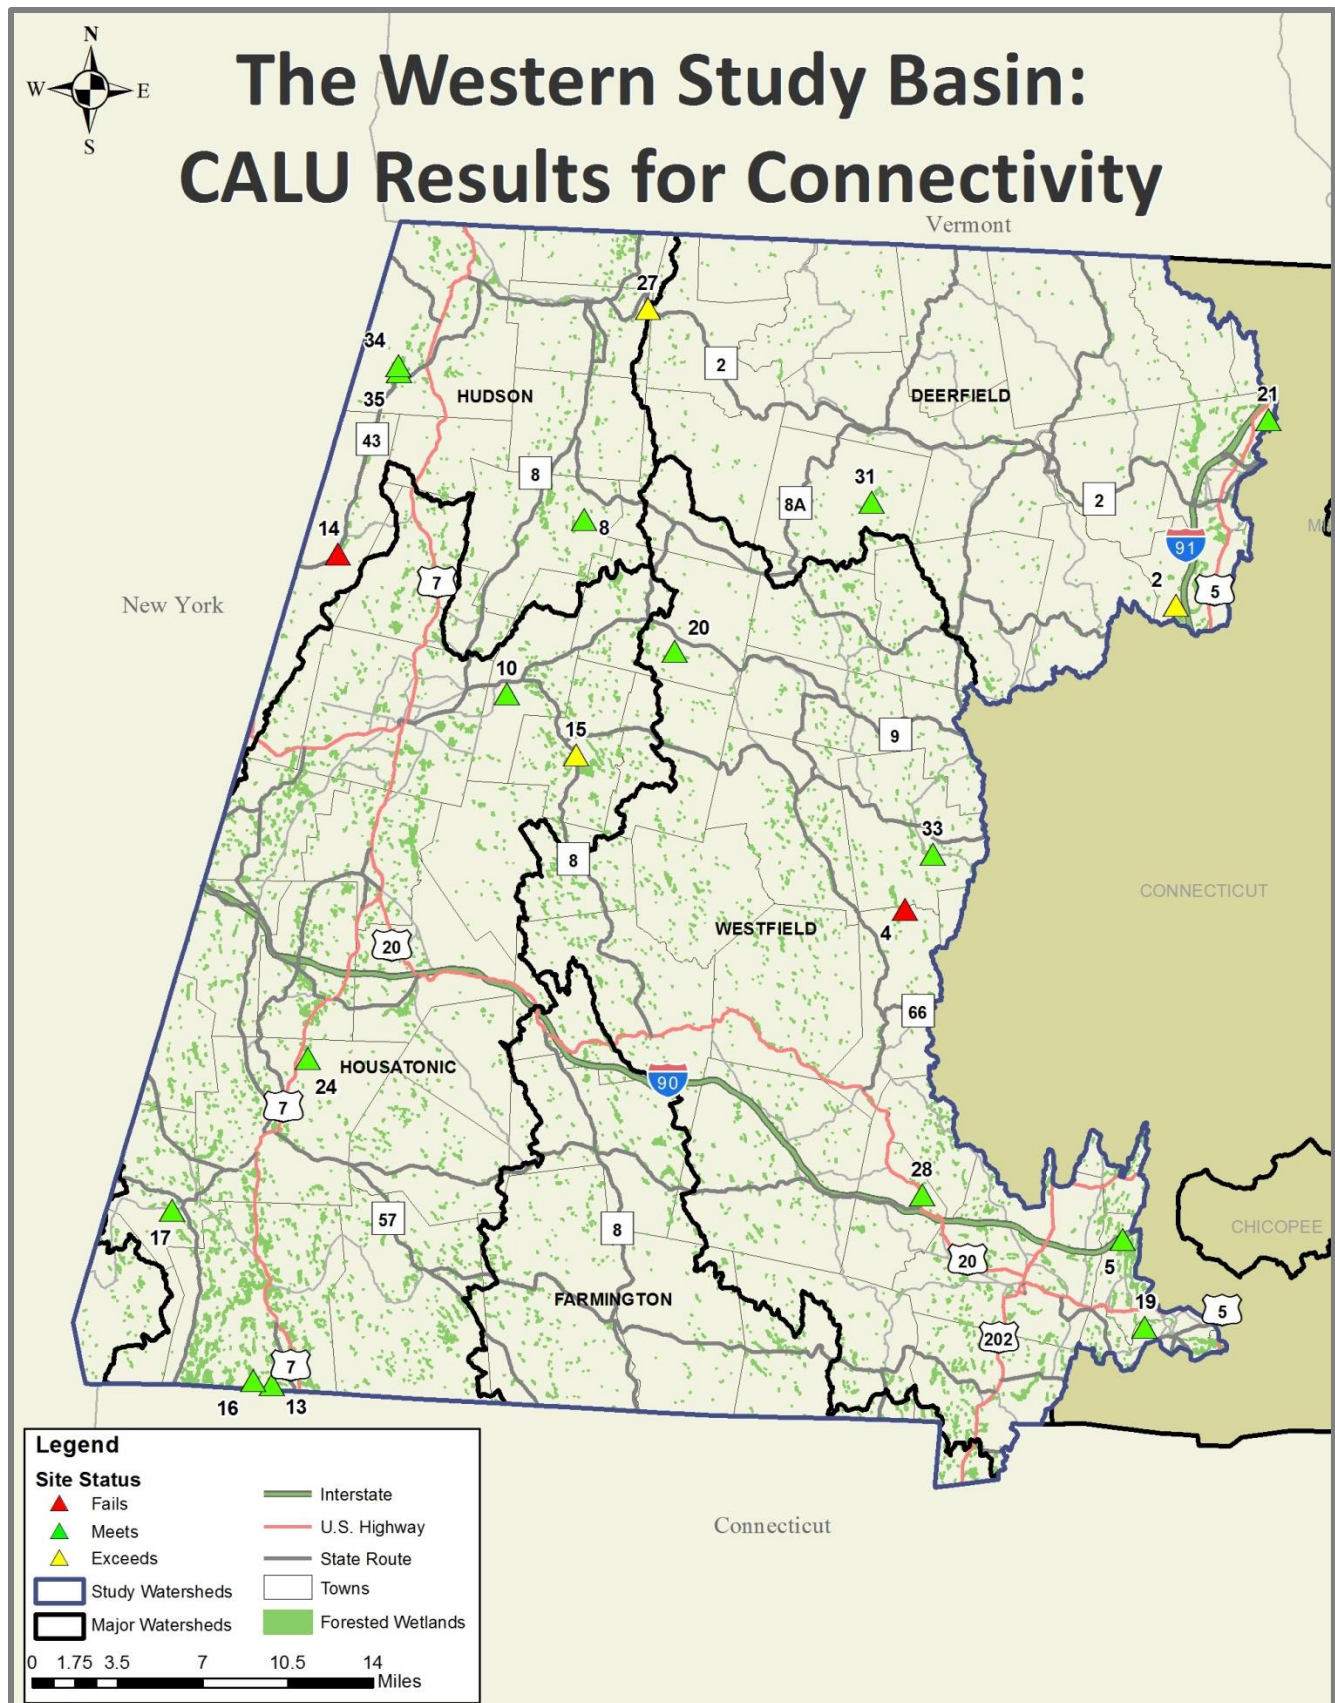 N
W E
S
The Western Study Basin:
CALU Results for Connectivity
Vermont
27
34
2
35
HUDSON
DEERFIELD
21
43
8
31
8A
2
14
8
91
7
2
5
New York
20
10
15
9
33
8
CONNECTICUT
4
WESTFIELD
20
66
24
HOUSATONIC
90
7
28
17
57
8
CHICOPEE
5
20
FARMINGTON
19
5
202
7
16
13
Legend
Site Status
Fails
Meets
Exceeds
Study Watersheds
Major Watersheds
Interstate
U.S. Highway
State Route
Towns
Forested Wetlands
0 1.75 3.5 7 10.5 14
Miles
Connecticut